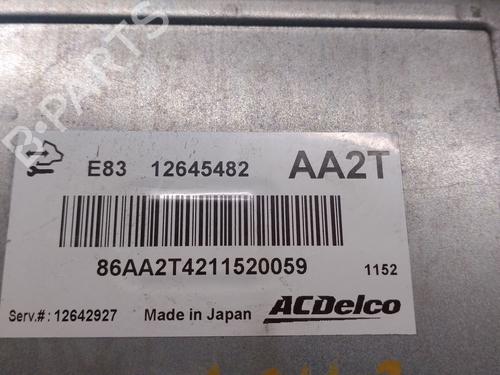 B-PARTS
E83 12645482 AA2T
86AA2T4211520059 1152
Serv.#: 12642927 Made in Japan ACDelco